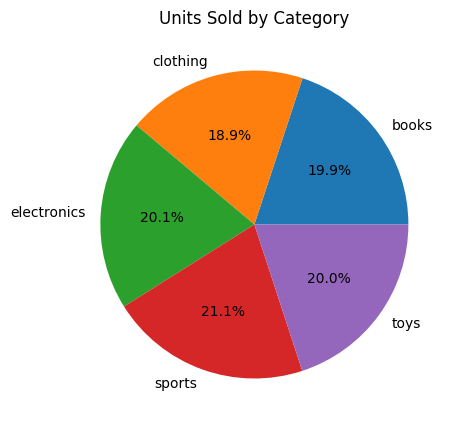 Units Sold by Category
clothing
books
18.9%
19.9%
electronics
20.1%
20.0%
21.1%
toys
sports